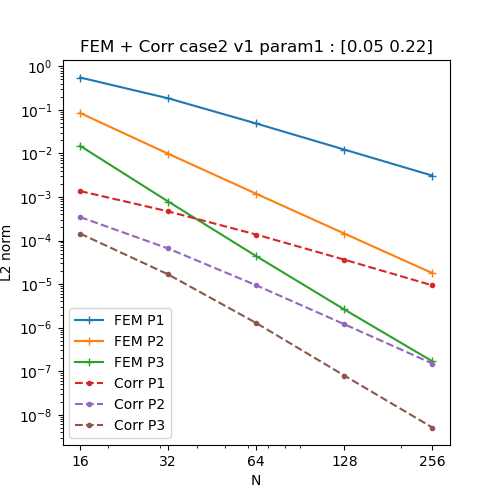 FEM + Corr case2 v1 param1 : [0.05 0.22]
10⁰
10⁻¹
10⁻²
10⁻³
10⁻⁴
10⁻⁵
10⁻⁶
10⁻⁷
10⁻⁸
L2 norm
FEM P1
FEM P2
FEM P3
Corr P1
Corr P2
Corr P3
16 32 64 128 256
N